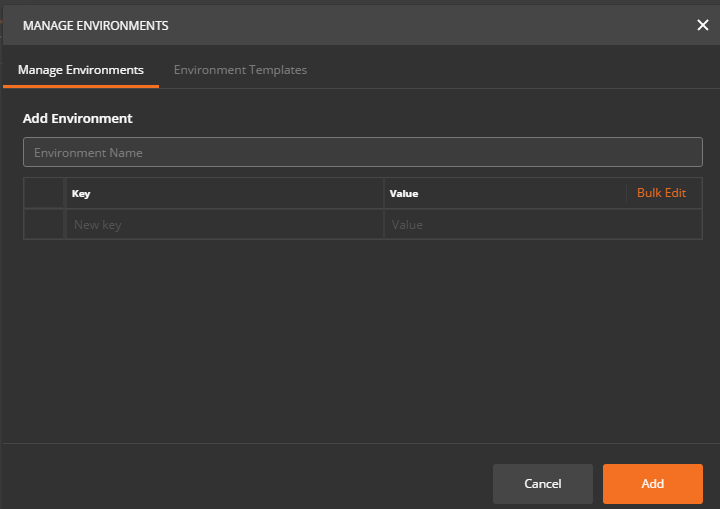 MANAGE ENVIRONMENTS
Manage Environments Environment Templates
Add Environment
Environment Name
Key Value Bulk Edit
New key Value
Cancel Add